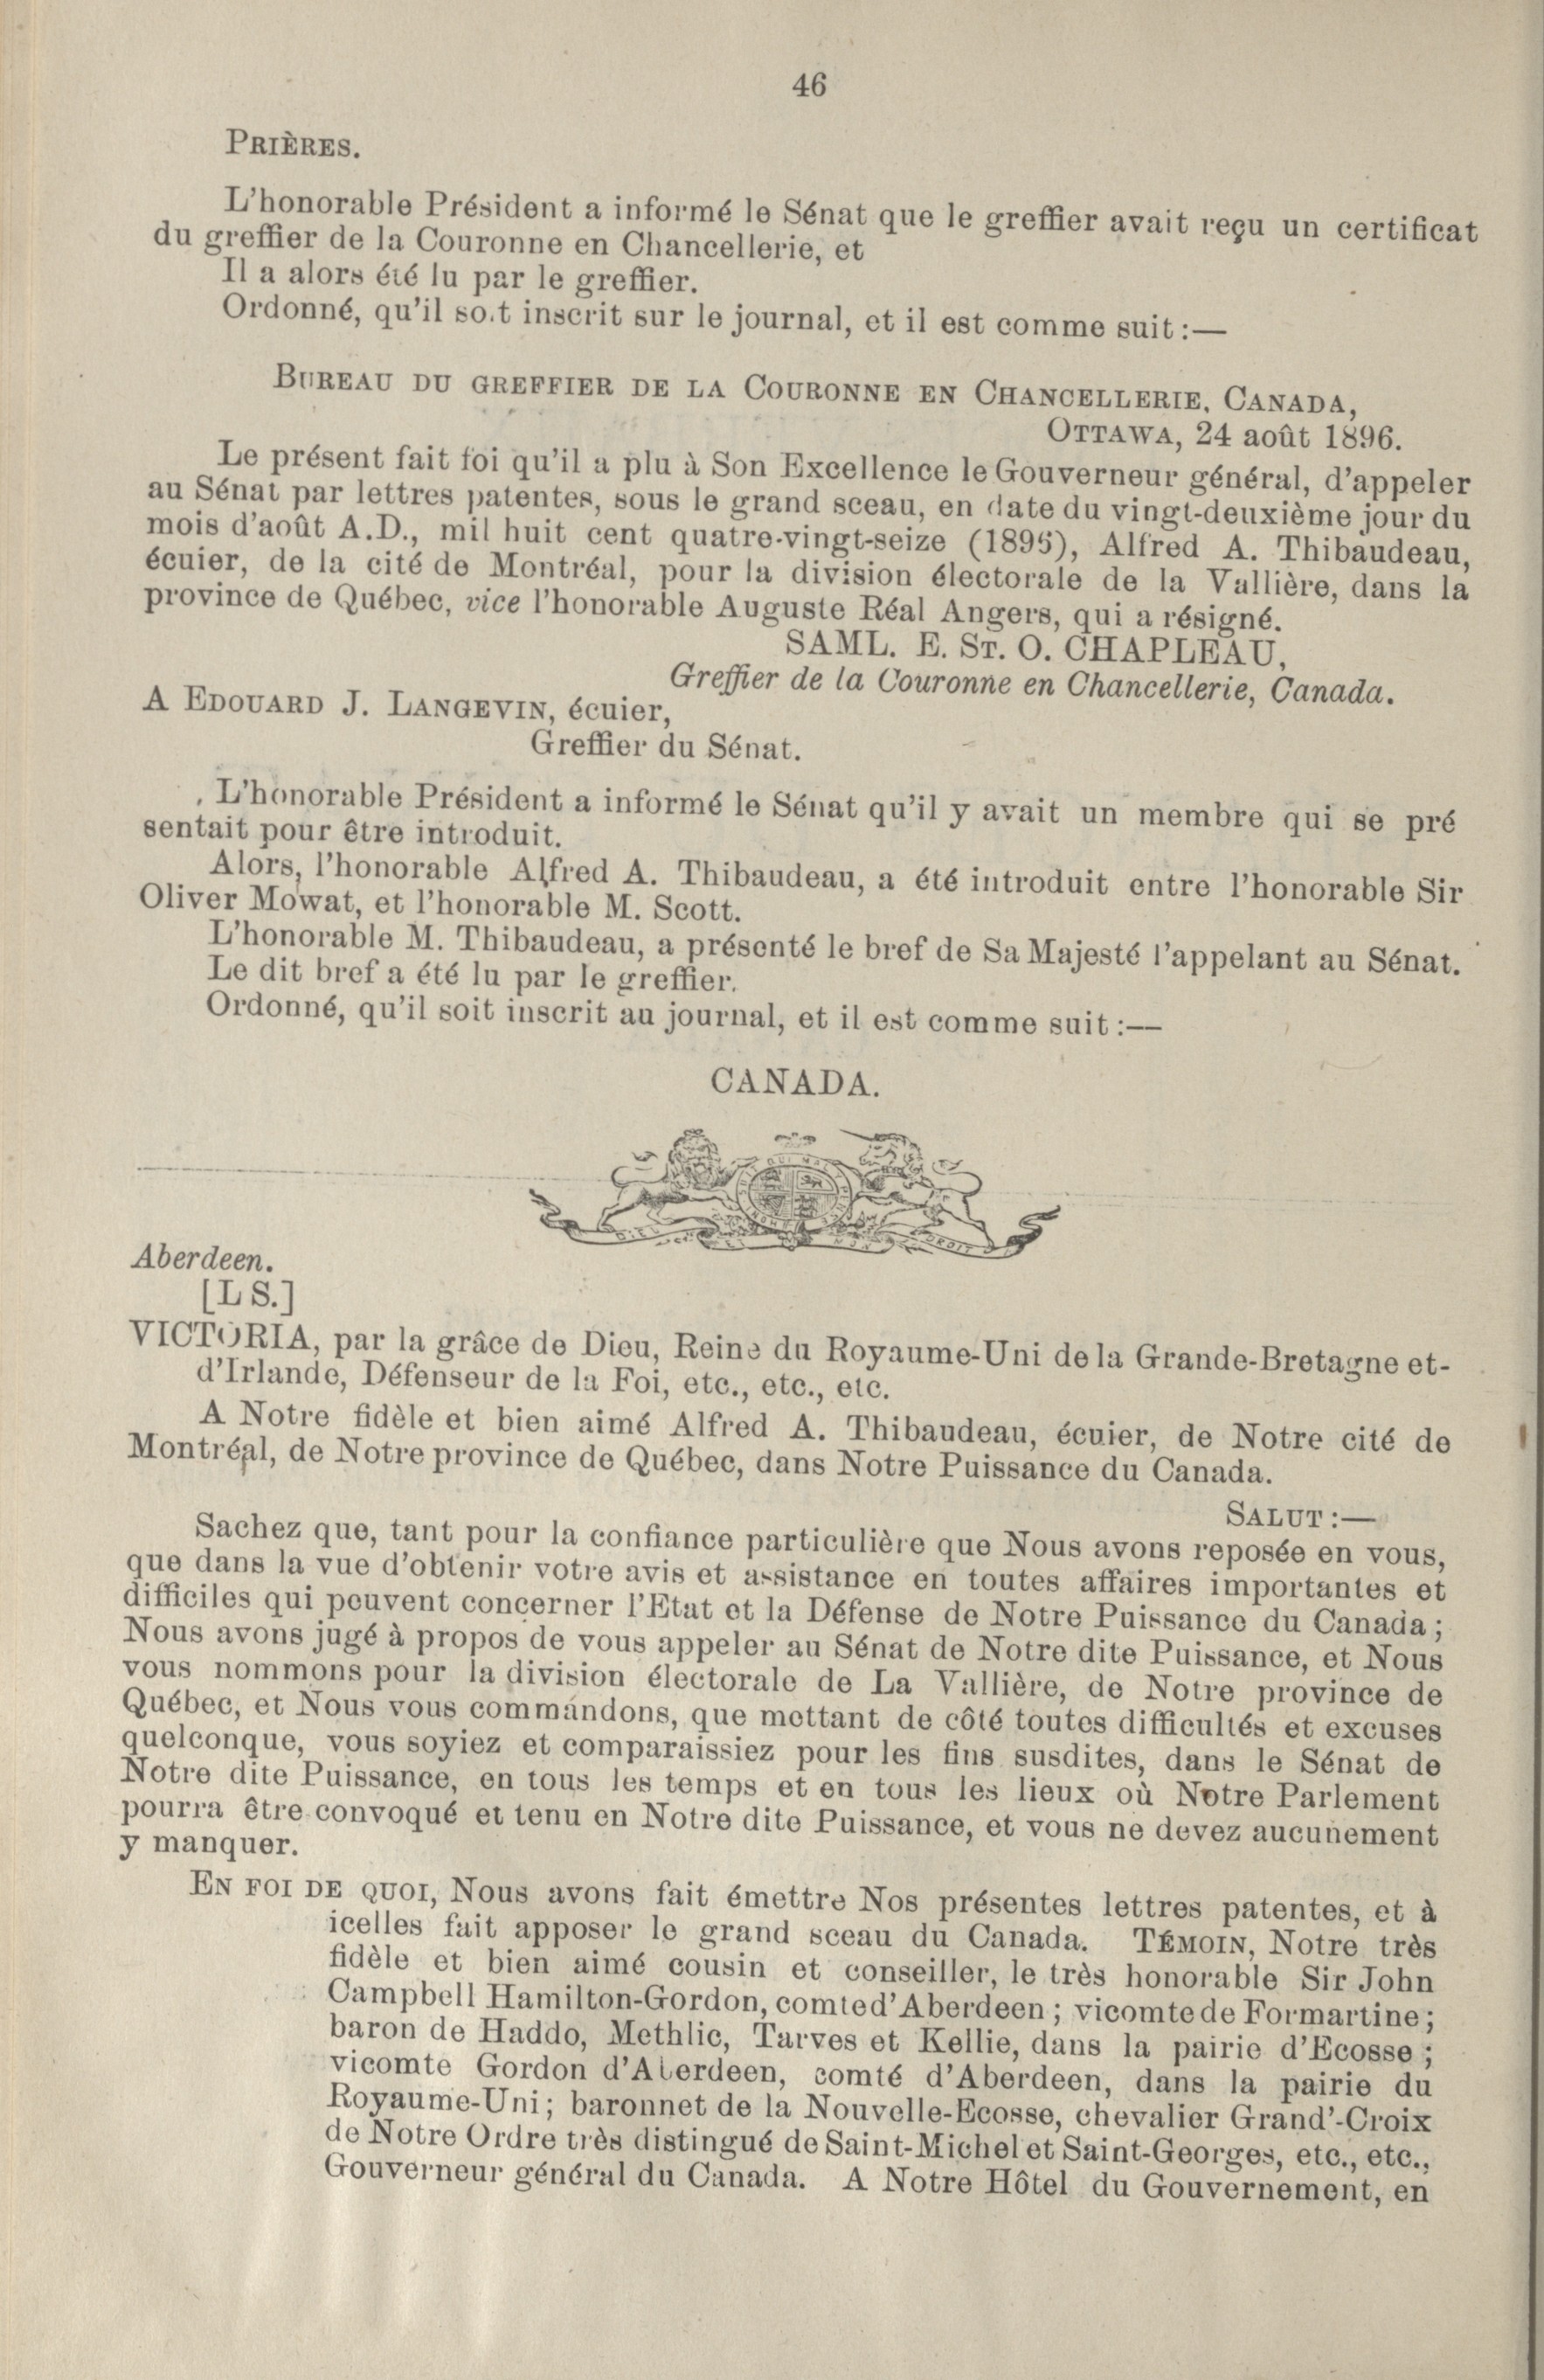 46
PRIÈRES.
L'honorable Président a informé le Sénat que le greffier avait reçu un certificat
du greffier de la Couronne en Chancellerie, et
Il a alors été lu par le greffier.
Ordonné, qu'il soit inscrit sur le journal, et il est comme suit :—
BUREAU DU GREFFIER DE LA COURONNE EN CHANCELLERIE, CANADA,
OTTAWA, 24 août 1896.
Le présent fait foi qu'il a plu à Son Excellence le Gouverneur général, d'appeler
au Sénat par lettres patentes, sous le grand sceau, en date du vingt-deuxième jour du
mois d'août A.D., mil huit cent quatre-vingt-seize (1896), Alfred A. Thibaudeau,
écuier, de la cité de Montréal, pour la division électorale de la Vallière, dans la
province de Québec, vice l'honorable Auguste Réal Angers, qui a résigné.
SAML. E. ST. O. CHAPLEAU,
Greffier de la Couronne en Chancellerie, Canada.
A EDOUARD J. LANGEVIN, écuier,
Greffier du Sénat.
L'honorable Président a informé le Sénat qu'il y avait un membre qui se pré
sentait pour être introduit.
Alors, l'honorable Alfred A. Thibaudeau, a été introduit entre l'honorable Sir
Oliver Mowat, et l'honorable M. Scott.
L'honorable M. Thibaudeau, a présenté le bref de Sa Majesté l'appelant au Sénat.
Le dit bref a été lu par le greffier.
Ordonné, qu'il soit inscrit au journal, et il est comme suit :—
CANADA.
Aberdeen.
[L S.]
VICTORIA, par la grâce de Dieu, Reine du Royaume-Uni de la Grande-Bretagne et-
d'Irlande, Défenseur de la Foi, etc., etc., etc.
A Notre fidèle et bien aimé Alfred A. Thibaudeau, écuier, de Notre cité de
Montréal, de Notre province de Québec, dans Notre Puissance du Canada.
SALUT :—
Sachez que, tant pour la confiance particulière que Nous avons reposée en vous,
que dans la vue d'obtenir votre avis et assistance en toutes affaires importantes et
difficiles qui peuvent concerner l'Etat et la Défense de Notre Puissance du Canada ;
Nous avons jugé à propos de vous appeler au Sénat de Notre dite Puissance, et Nous
vous nommons pour la division électorale de La Vallière, de Notre province de
Québec, et Nous vous commandons, que mettant de côté toutes difficultés et excuses
quelconque, vous soyiez et comparaissiez pour les fins susdites, dans le Sénat de
Notre dite Puissance, en tous les temps et en tous les lieux où Notre Parlement
pourra être convoqué et tenu en Notre dite Puissance, et vous ne devez aucunement
y manquer.
EN FOI DE QUOI, Nous avons fait émettre Nos présentes lettres patentes, et à
icelles fait apposer le grand sceau du Canada. TÉMOIN, Notre très
fidèle et bien aimé cousin et conseiller, le très honorable Sir John
Campbell Hamilton-Gordon, comte d'Aberdeen ; vicomte de Formartine ;
baron de Haddo, Methlic, Tarves et Kellie, dans la pairie d'Ecosse ;
vicomte Gordon d'Aberdeen, comté d'Aberdeen, dans la pairie du
Royaume-Uni ; baronnet de la Nouvelle-Ecosse, chevalier Grand'-Croix
de Notre Ordre très distingué de Saint-Michel et Saint-Georges, etc., etc.,
Gouverneur général du Canada. A Notre Hôtel du Gouvernement, en